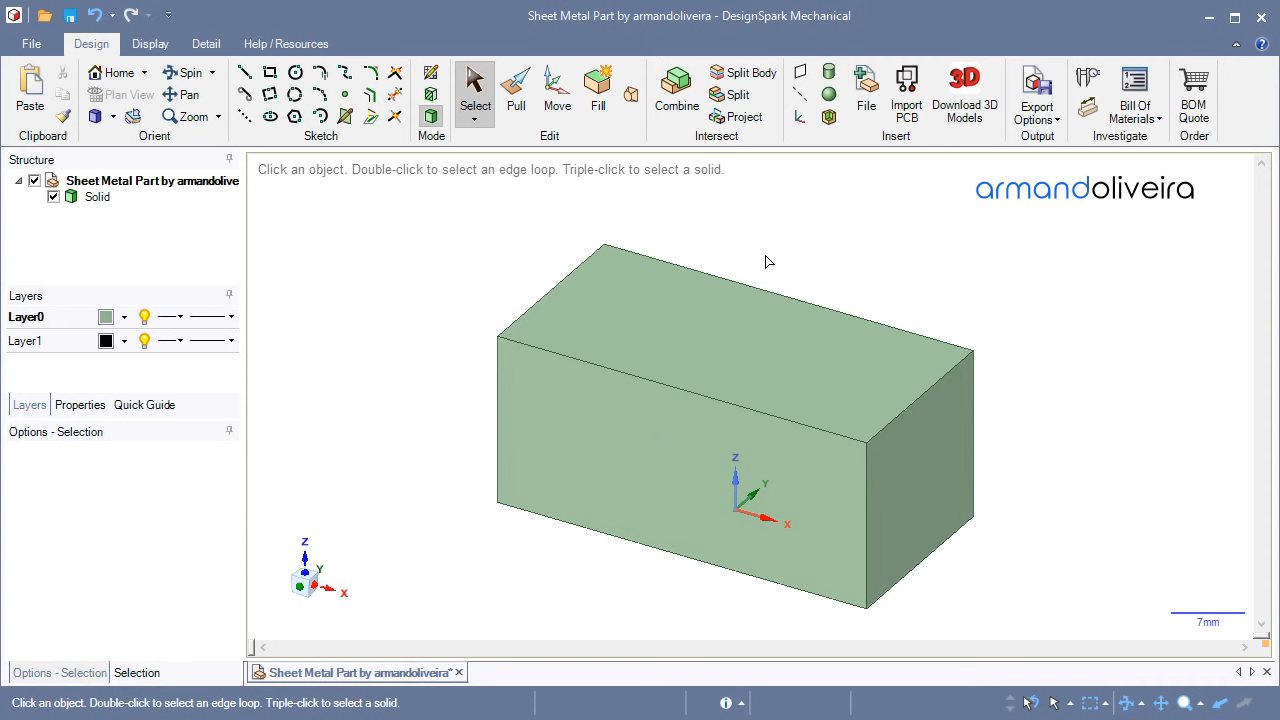 Sheet Metal Part by armandoliveira - DesignSpark Mechanical
File Design Display Detail Help / Resources
Paste
Clipboard
Home Spin
Plan View Pan
Zoom
Orient
Sketch
Mode
Select Pull Move Fill
Edit
Combine Split Body
Split
Project
Intersect
File Import PCB Download 3D Models
3D
Insert
Export Options
Output
Bill Of Materials
Investigate
BOM Quote
Order
Structure
Sheet Metal Part by armandolive
Solid
Layers
Layer0
Layer1
Layers Properties Quick Guide
Options - Selection
Click an object. Double-click to select an edge loop. Triple-click to select a solid.
armandoliveira
Z
Y
X
Z
Y
X
7mm
Options - Selection Selection
Sheet Metal Part by armandoliveira*
Click an object. Double-click to select an edge loop. Triple-click to select a solid.